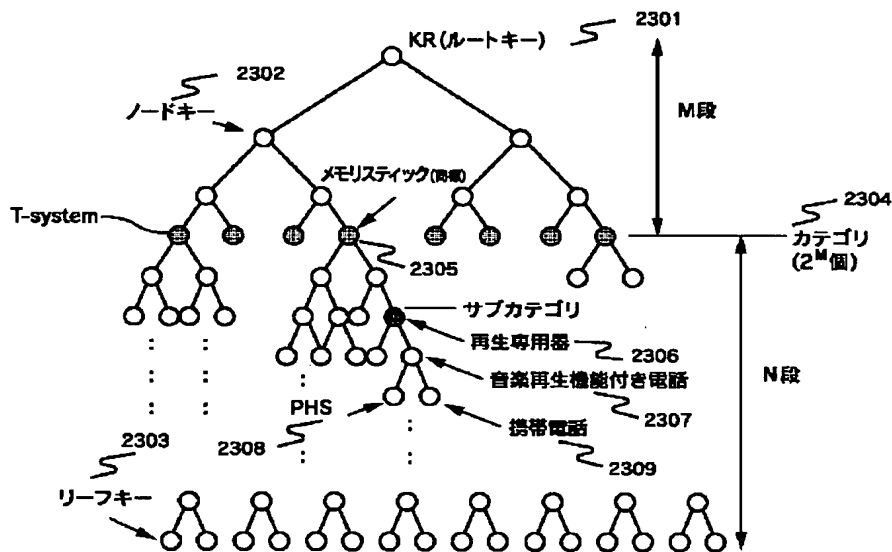 2301
KR(ルートキー)
2302
ノードキー
M段
メモリスティック(商標)
T-system
2304
カテゴリ
(2^M個)
2305
サブカテゴリ
再生専用器
2306
N段
音楽再生機能付き電話
PHS
2307
2303
2308
携帯電話
2309
リーフキー